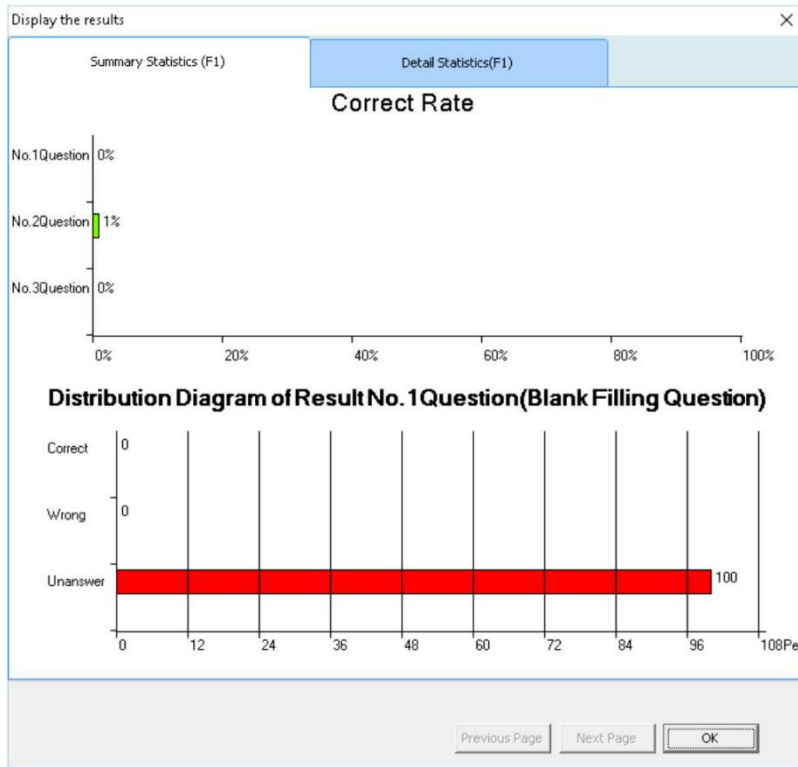 Display the results
Summary Statistics (F1) Detail Statistics(F1)
Correct Rate
No.1Question 0%
No.2Question 1%
No.3Question 0%
0% 20% 40% 60% 80% 100%
Distribution Diagram of Result No.1Question(Blank Filling Question)
Correct 0
Wrong 0
Unanswer 100
0 12 24 36 48 60 72 84 96 108Pe
Previous Page Next Page OK